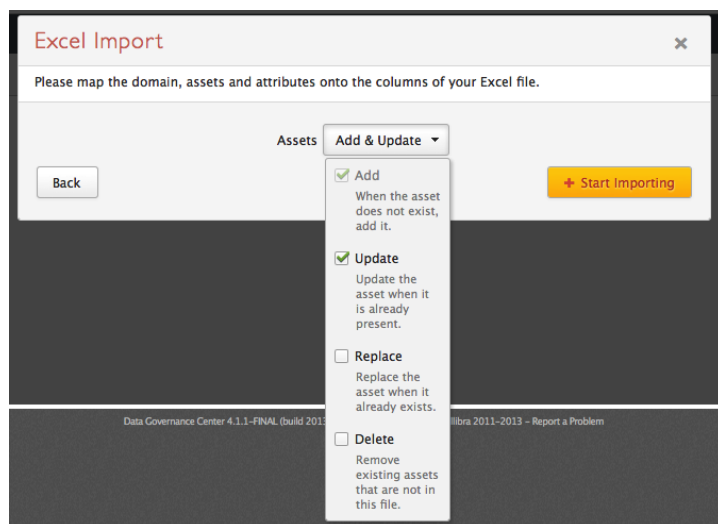 Excel Import
Please map the domain, assets and attributes onto the columns of your Excel file.
Assets Add & Update
Back
+ Start Importing
Add
When the asset
does not exist,
add it.
Update
Update the
asset when it
is already
present.
Replace
Replace the
asset when it
already exists.
Delete
Remove
existing assets
that are not in
this file.
Data Governance Center 4.1.1-FINAL (build 2013 llibra 2011-2013 - Report a Problem